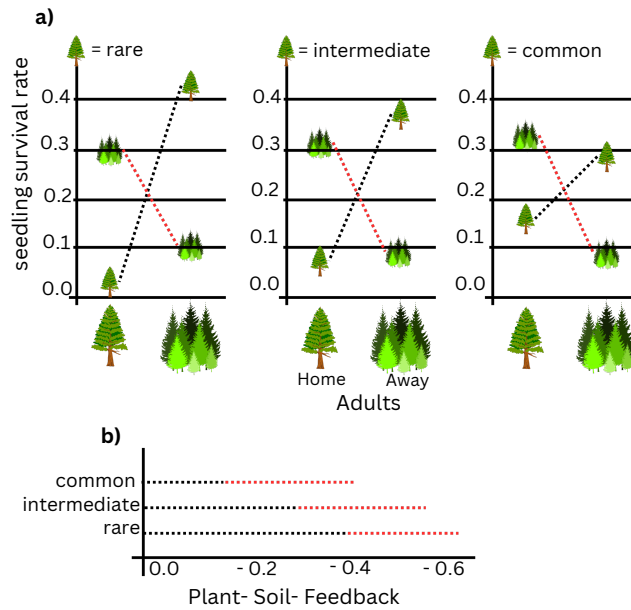 a)
= rare
= intermediate
= common
seedling survival rate
0.4
0.3
0.2
0.1
0.0
0.4
0.3
0.2
0.1
0.0
0.4
0.3
0.2
0.1
0.0
Home
Away
Adults
b)
common
intermediate
rare
0.0
- 0.2
- 0.4
- 0.6
Plant- Soil- Feedback